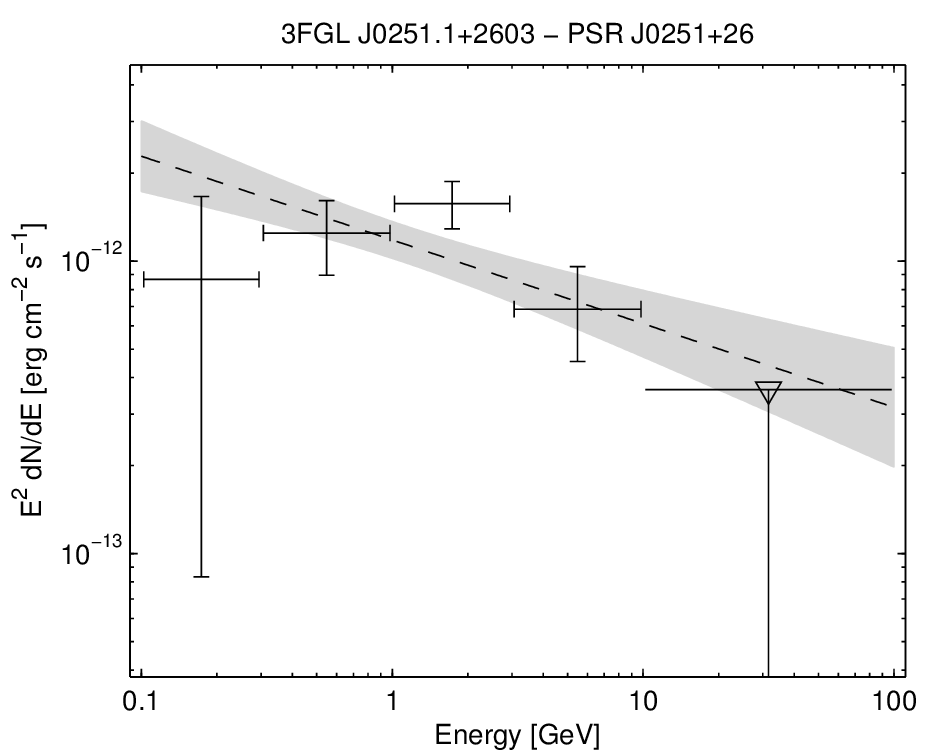 3FGL J0251.1+2603 − PSR J0251+26
E² dN/dE [erg cm⁻² s⁻¹]
10⁻¹²
10⁻¹³
0.1 1 10 100
Energy [GeV]